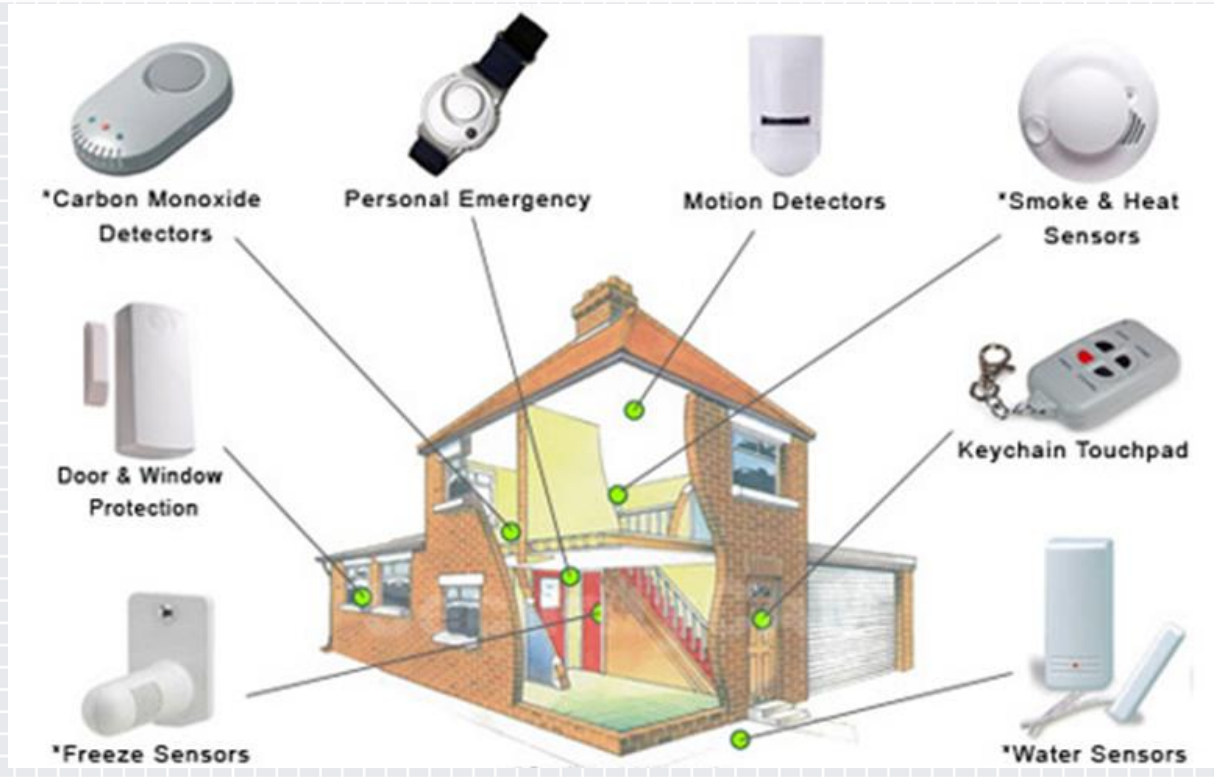 *Carbon Monoxide
Detectors
Personal Emergency
Motion Detectors
*Smoke & Heat
Sensors
Door & Window
Protection
Keychain Touchpad
*Freeze Sensors
*Water Sensors